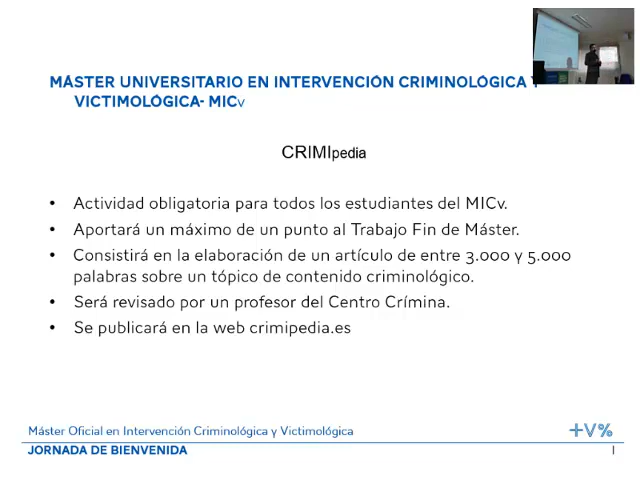 MÁSTER UNIVERSITARIO EN INTERVENCIÓN CRIMINOLÓGICA Y
VICTIMOLÓGICA- MICV
CRIMIpedia
• Actividad obligatoria para todos los estudiantes del MICv.
• Aportará un máximo de un punto al Trabajo Fin de Máster.
• Consistirá en la elaboración de un artículo de entre 3.000 y 5.000
palabras sobre un tópico de contenido criminológico.
• Será revisado por un profesor del Centro Crímina.
• Se publicará en la web crimipedia.es
Máster Oficial en Intervención Criminológica y Victimológica
+V%
JORNADA DE BIENVENIDA
1